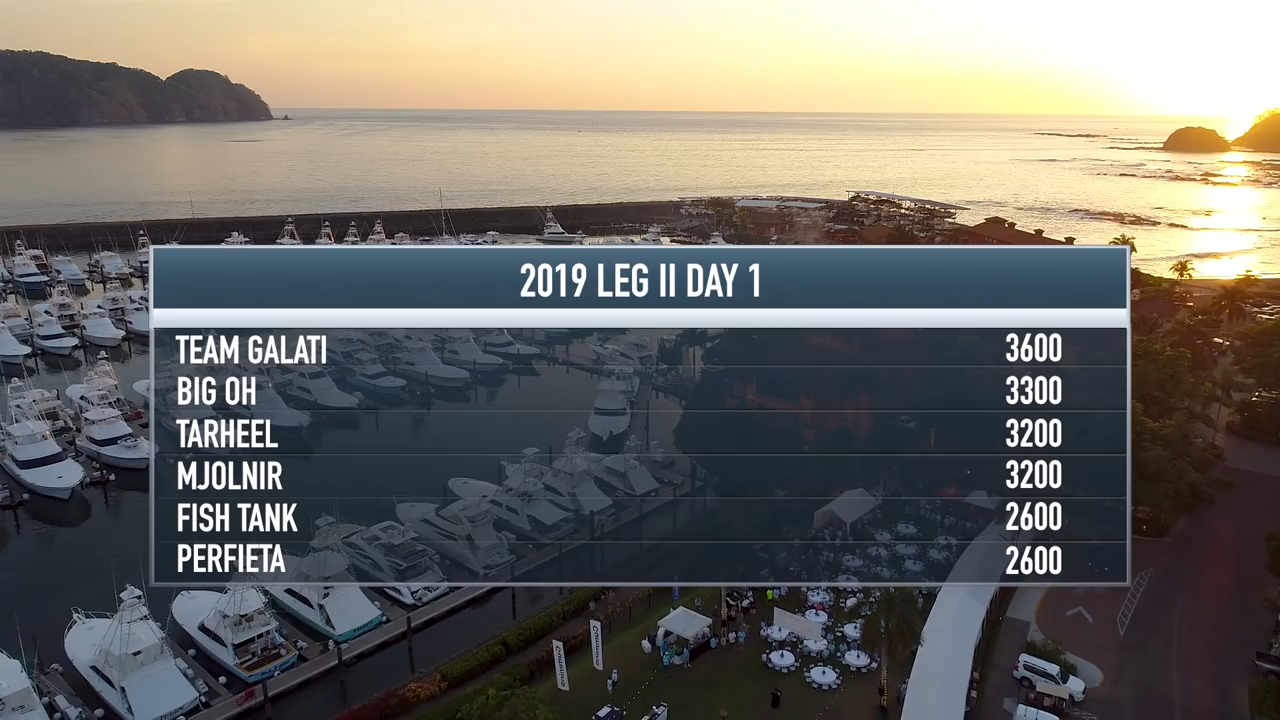 2019 LEG II DAY 1
TEAM GALATI 3600
BIG OH 3300
TARHEEL 3200
MJOLNIR 3200
FISH TANK 2600
PERFIETA 2600